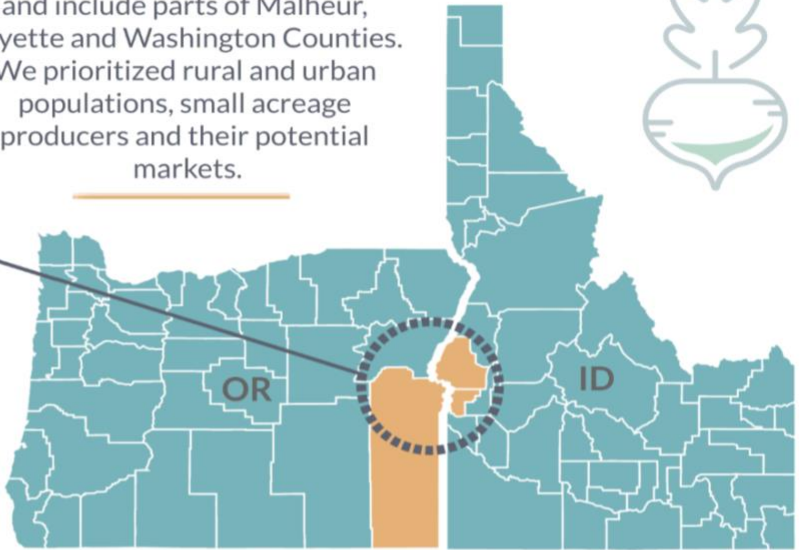 and include parts of Malheur,
yette and Washington Counties.
We prioritized rural and urban
populations, small acreage
producers and their potential
markets.
OR
ID